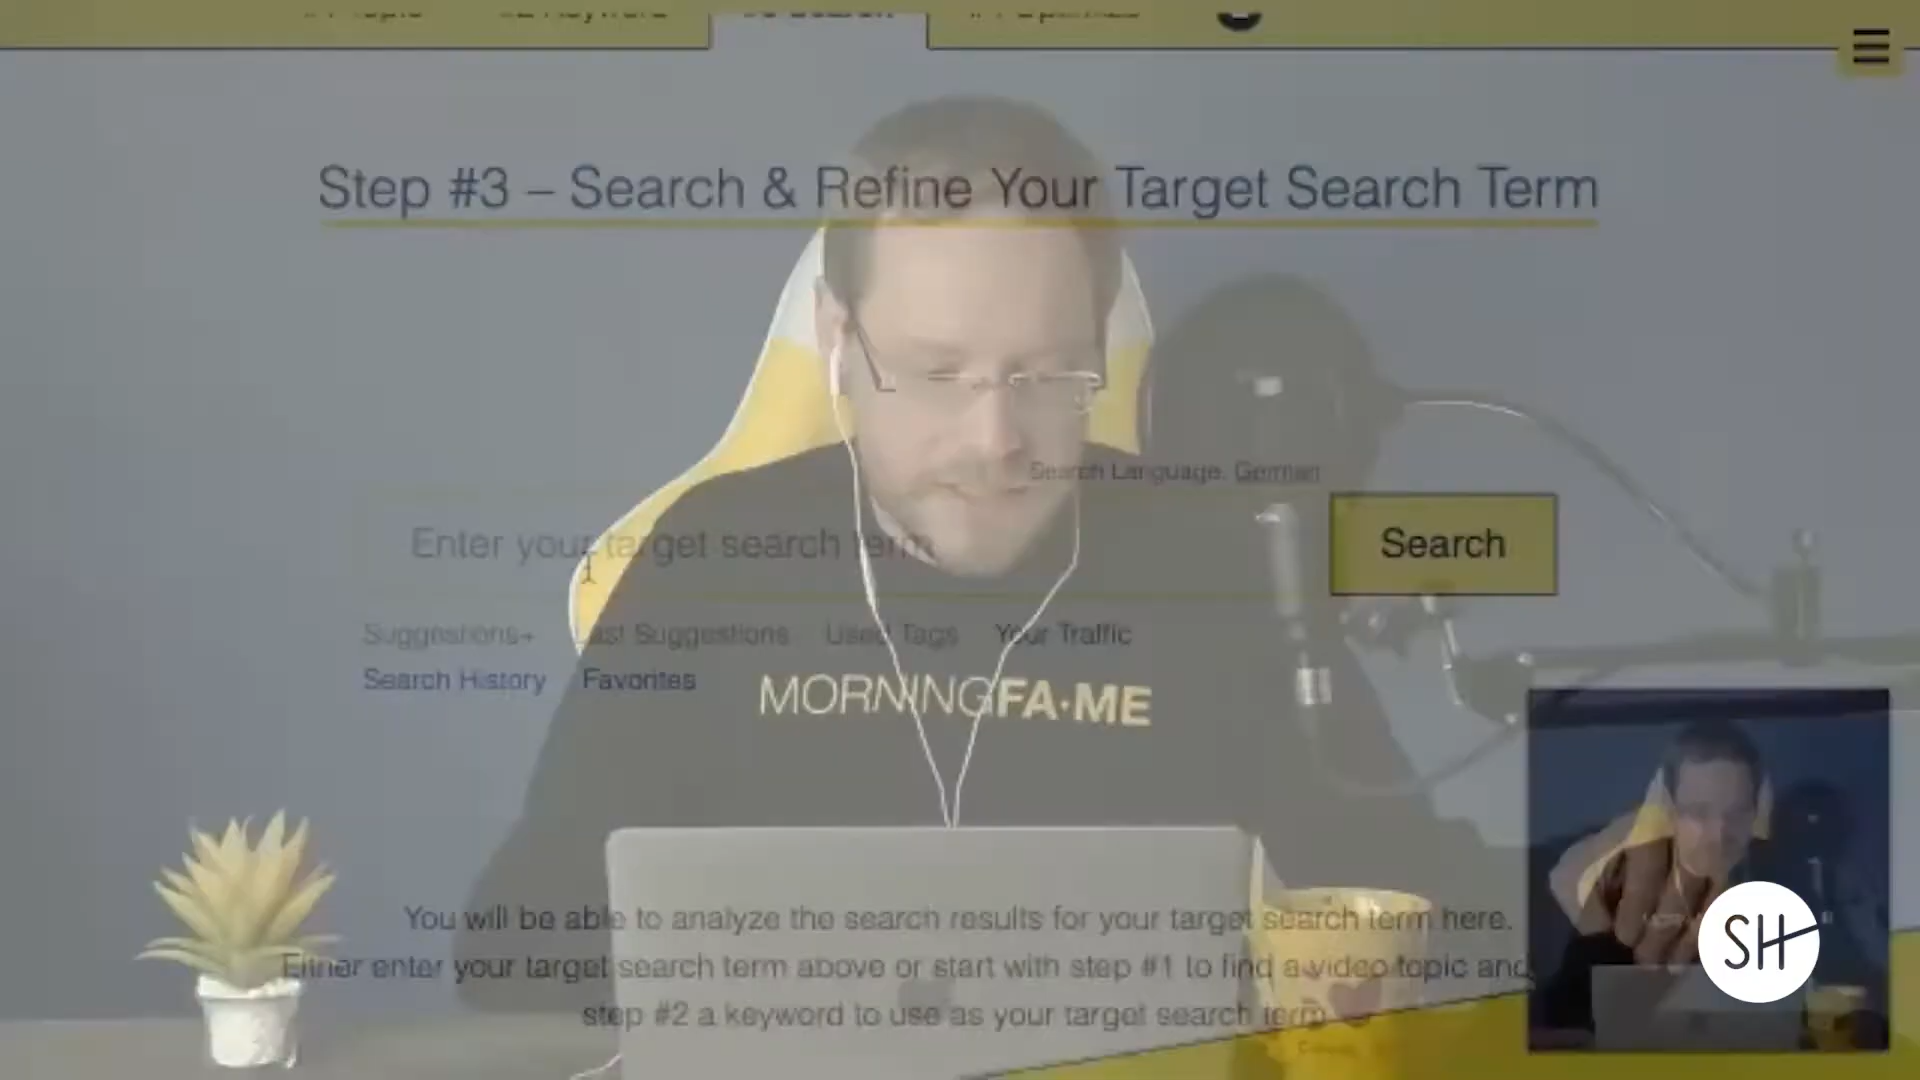 Step #3 – Search & Refine Your Target Search Term
Search Language: German
Enter your target search term
Search
Suggestions+ Last Suggestions Used Tags Your Traffic
Search History Favorites
MORNINGFA·ME
You will be able to analyze the search results for your target search term here.
Either enter your target search term above or start with step #1 to find a video topic and
step #2 a keyword to use as your target search term
SH